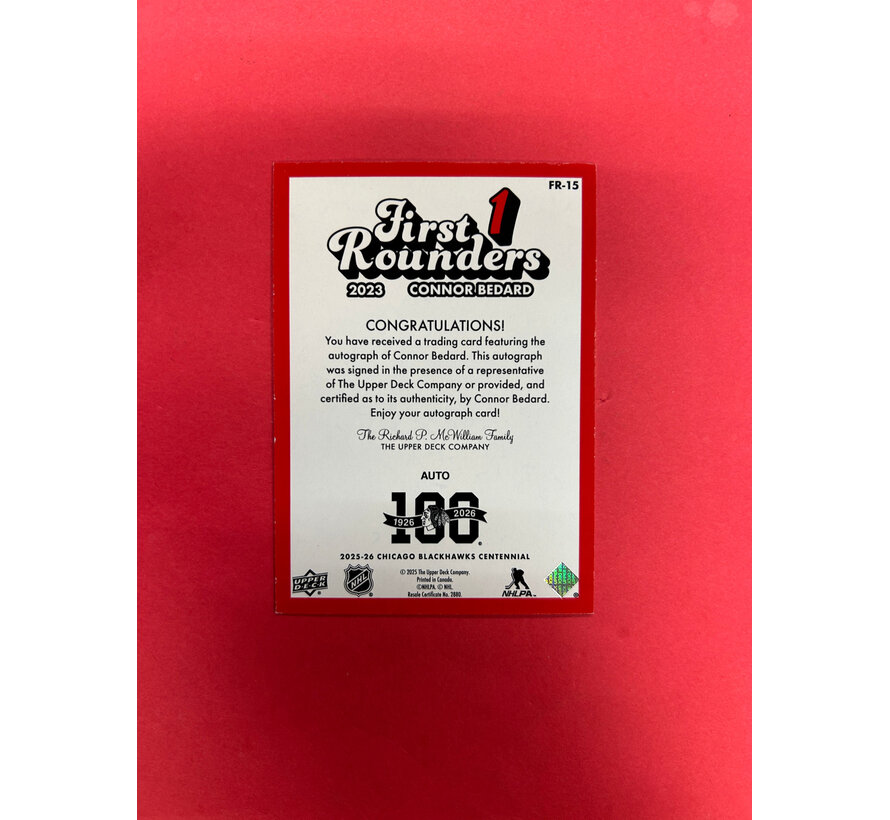 FR-15
First 1
Rounders
2023 CONNOR BEDARD
CONGRATULATIONS!
You have received a trading card featuring the
autograph of Connor Bedard. This autograph
was signed in the presence of a representative
of The Upper Deck Company or provided, and
certified as to its authenticity, by Connor Bedard.
Enjoy your autograph card!
The Richard P. McWilliam Family
THE UPPER DECK COMPANY
AUTO
100
1926 2026
2025-26 CHICAGO BLACKHAWKS CENTENNIAL
UPPER
DECK
NHL
© 2025 The Upper Deck Company.
Printed in Canada.
©NHLPA. © NHL.
Resale Certificate No. 2880.
NHLPA™